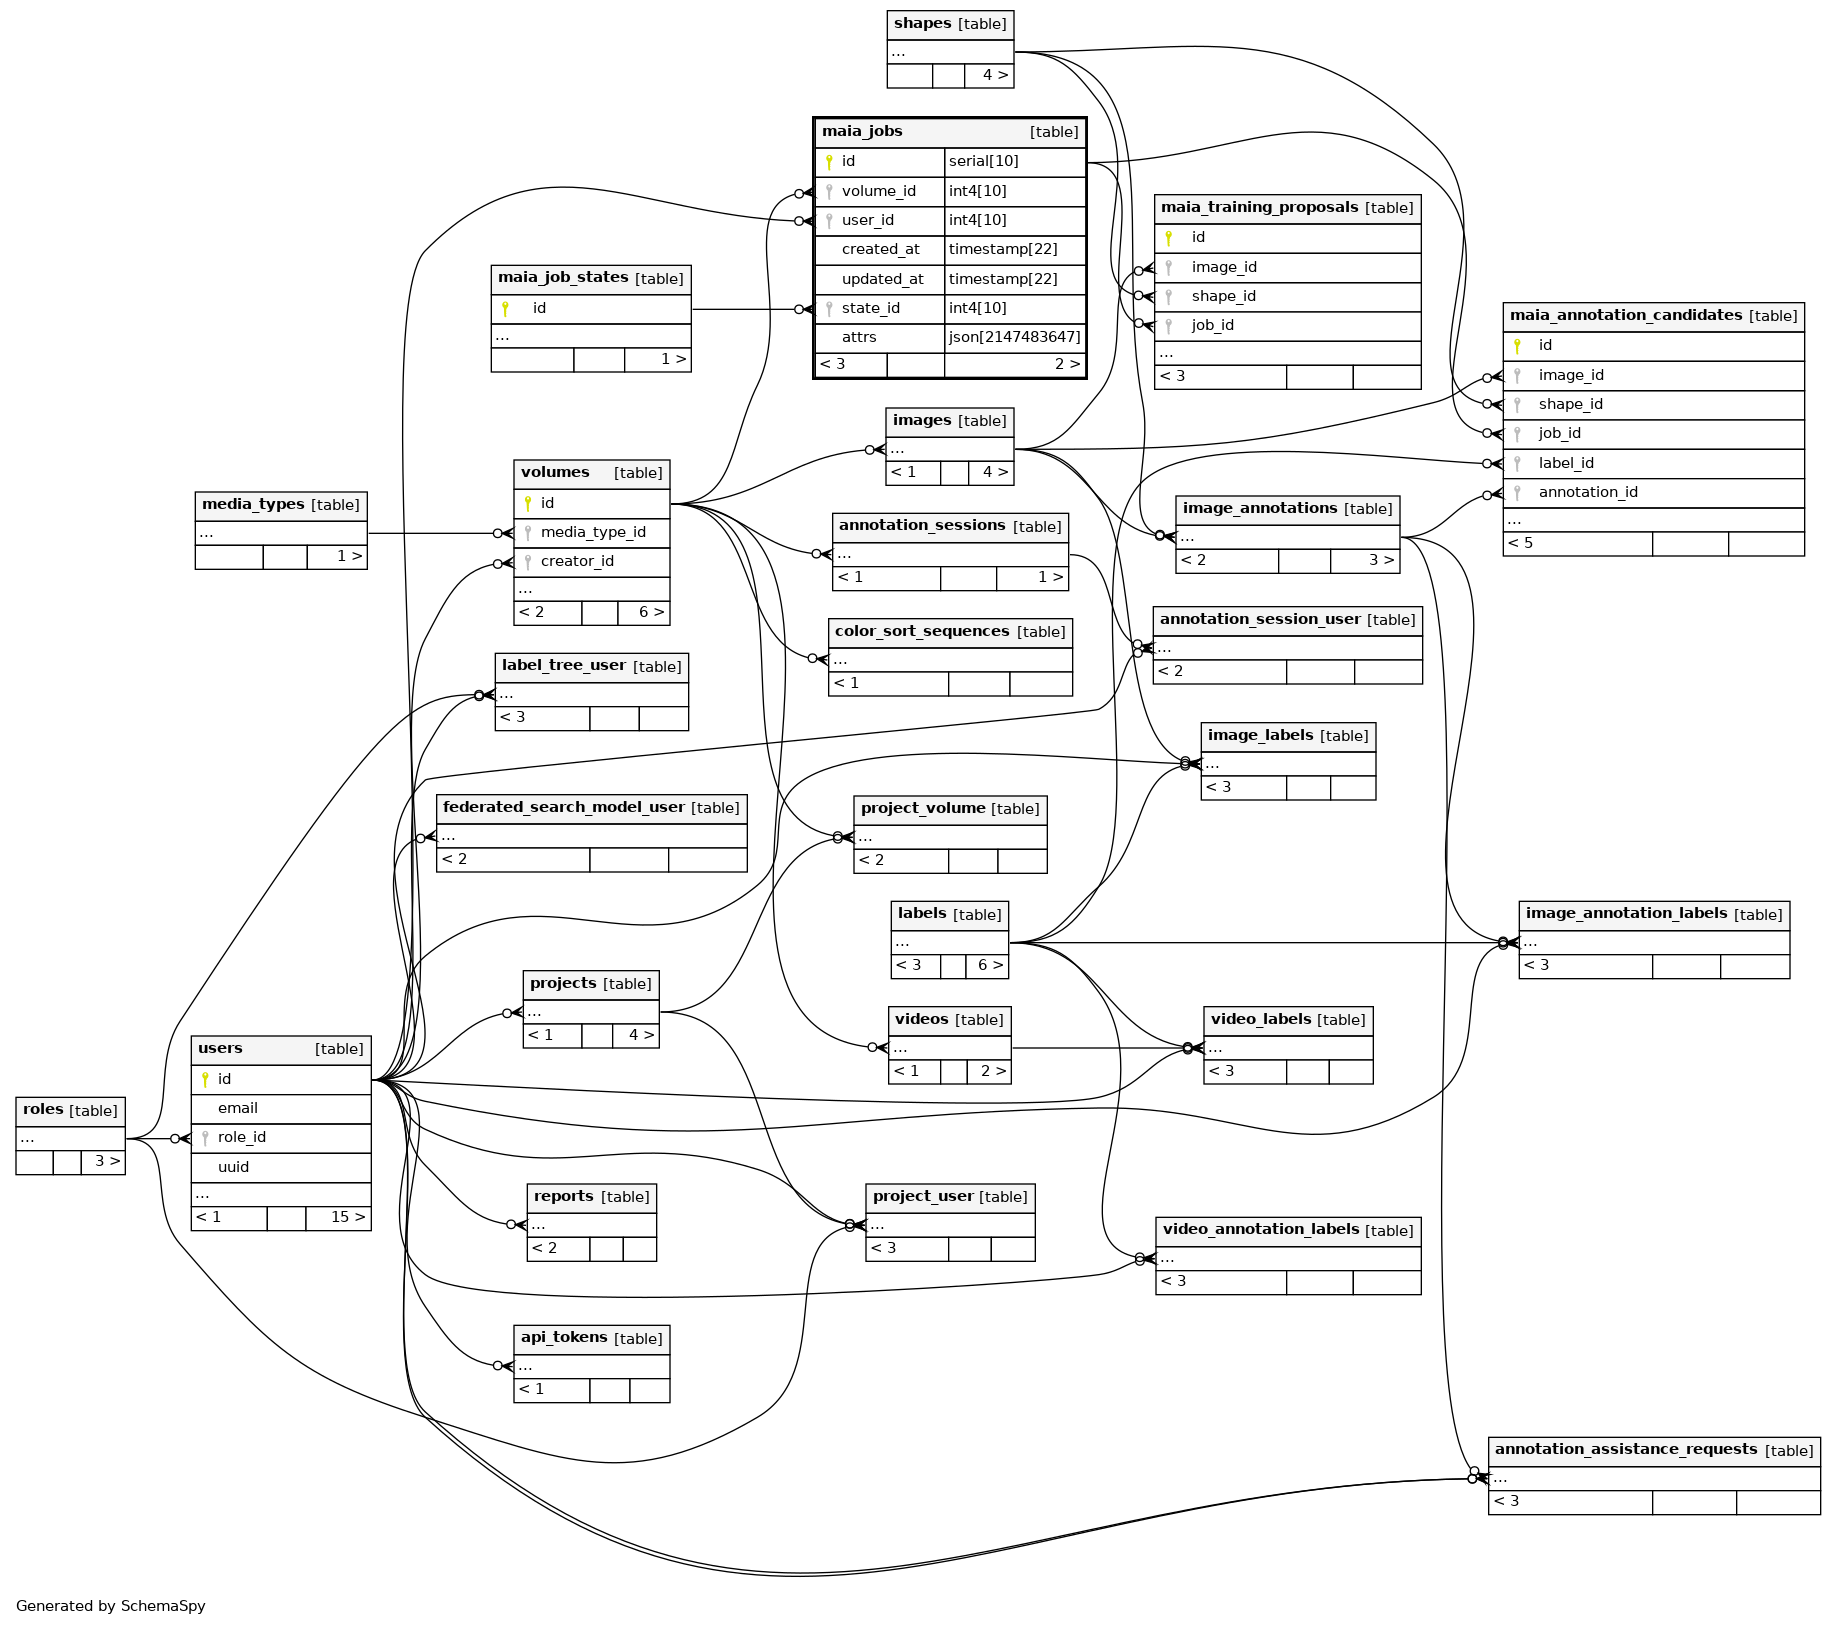 shapes [table]
...
4 >
maia_jobs [table]
id serial[10]
volume_id int4[10]
user_id int4[10]
created_at timestamp[22]
updated_at timestamp[22]
state_id int4[10]
attrs json[2147483647]
< 3 2 >
maia_training_proposals [table]
id
image_id
shape_id
job_id
...
< 3
maia_job_states [table]
id
...
1 >
maia_annotation_candidates [table]
id
image_id
shape_id
job_id
label_id
annotation_id
...
< 5
images [table]
...
< 1 4 >
volumes [table]
id
media_type_id
creator_id
...
< 2 6 >
media_types [table]
...
1 >
image_annotations [table]
...
< 2 3 >
annotation_sessions [table]
...
< 1 1 >
annotation_session_user [table]
...
< 2
color_sort_sequences [table]
...
< 1
label_tree_user [table]
...
< 3
image_labels [table]
...
< 3
federated_search_model_user [table]
...
< 2
project_volume [table]
...
< 2
labels [table]
...
< 3 6 >
image_annotation_labels [table]
...
< 3
projects [table]
...
< 1 4 >
videos [table]
...
< 1 2 >
video_labels [table]
...
< 3
users [table]
id
email
role_id
uuid
...
< 1 15 >
roles [table]
...
3 >
reports [table]
...
< 2
project_user [table]
...
< 3
video_annotation_labels [table]
...
< 3
api_tokens [table]
...
< 1
annotation_assistance_requests [table]
...
< 3
Generated by SchemaSpy